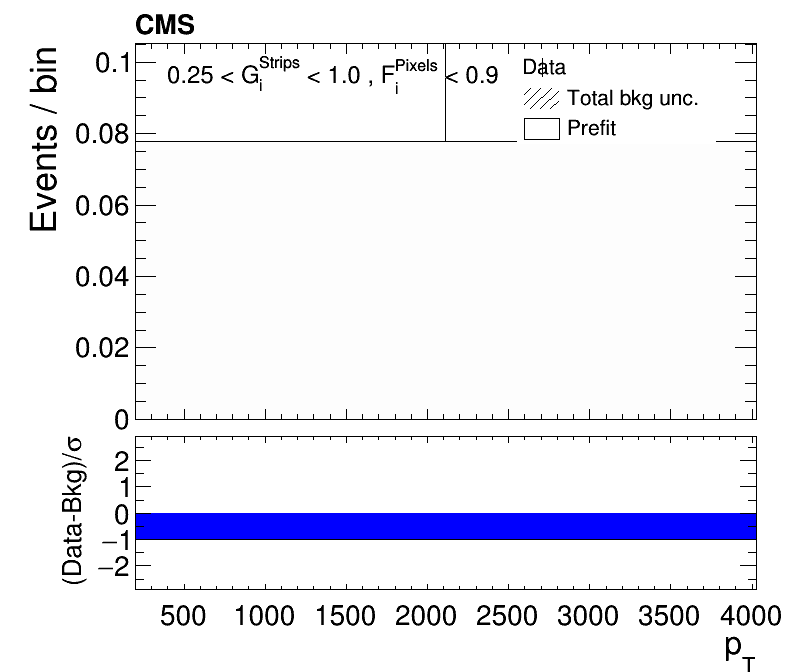 CMS
Events / bin
0.1
0.08
0.06
0.04
0.02
0
0.25 < G_i^Strips < 1.0 , F_i^Pixels < 0.9
Data
Total bkg unc.
Prefit
(Data-Bkg)/σ
2
1
0
−1
−2
500 1000 1500 2000 2500 3000 3500 4000
p_T